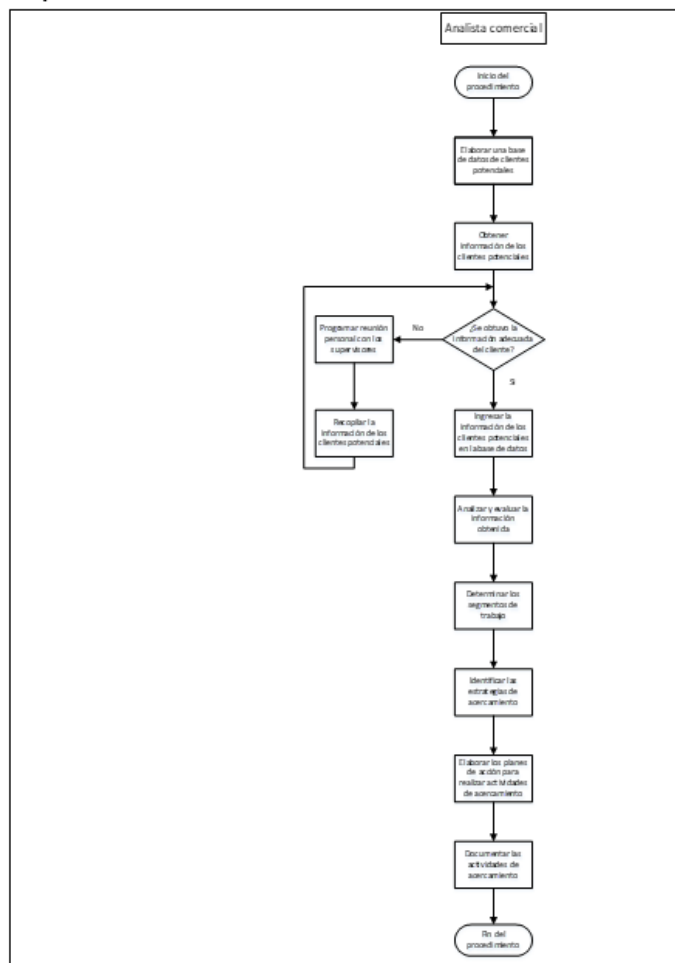 Analista comercial
Inicio del
procedimiento
Elaborar una base
de datos de clientes
potenciales
Obtener
información de los
clientes potenciales
¿Se obtuvo la
información adecuada
del cliente?
No
Programar reunión
personal con los
supervisores
Recopilar la
información de los
clientes potenciales
Si
Ingresar la
información de los
clientes potenciales
en la base de datos
Analizar y evaluar la
información
obtenida
Determinar los
segmentos de
trabajo
Identificar las
estrategias de
acercamiento
Elaborar los planes
de acción para
realizar actividades
de acercamiento
Documentar las
actividades de
acercamiento
Fin del
procedimiento